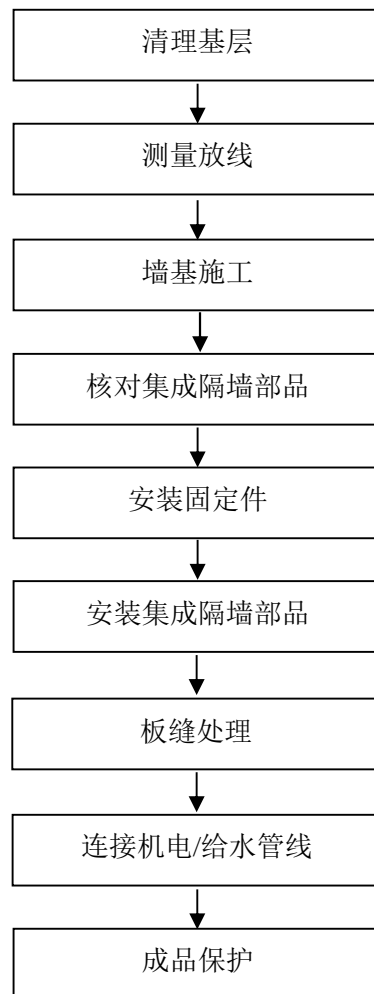 清理基层
测量放线
墙基施工
核对集成隔墙部品
安装固定件
安装集成隔墙部品
板缝处理
连接机电/给水管线
成品保护